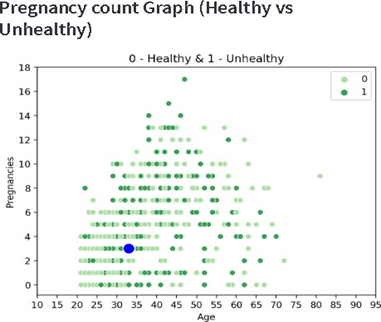 Pregnancy count Graph (Healthy vs
Unhealthy)
0 - Healthy & 1 - Unhealthy
18
16
14
12
10
8
6
4
2
0
Pregnancies
0
1
10 15 20 25 30 35 40 45 50 55 60 65 70 75 80 85 90 95
Age